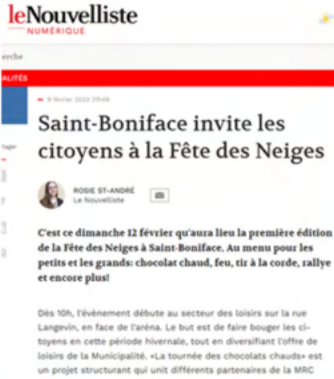 leNouvelliste
NUMÉRIQUE
erche
ALITÉS
9 février 2023 21h49
Saint-Boniface invite les
citoyens à la Fête des Neiges
ROSIE ST-ANDRÉ
Le Nouvelliste
C'est ce dimanche 12 février qu'aura lieu la première édition
de la Fête des Neiges à Saint-Boniface. Au menu pour les
petits et les grands: chocolat chaud, feu, tir à la corde, rallye
et encore plus!
Dès 10h, l'évènement débute au secteur des loisirs sur la rue
Langevin, en face de l'aréna. Le but est de faire bouger les ci-
toyens en cette période hivernale, tout en diversifiant l'offre de
loisirs de la Municipalité. «La tournée des chocolats chauds» est
un projet structurant qui unit différents partenaires de la MRC